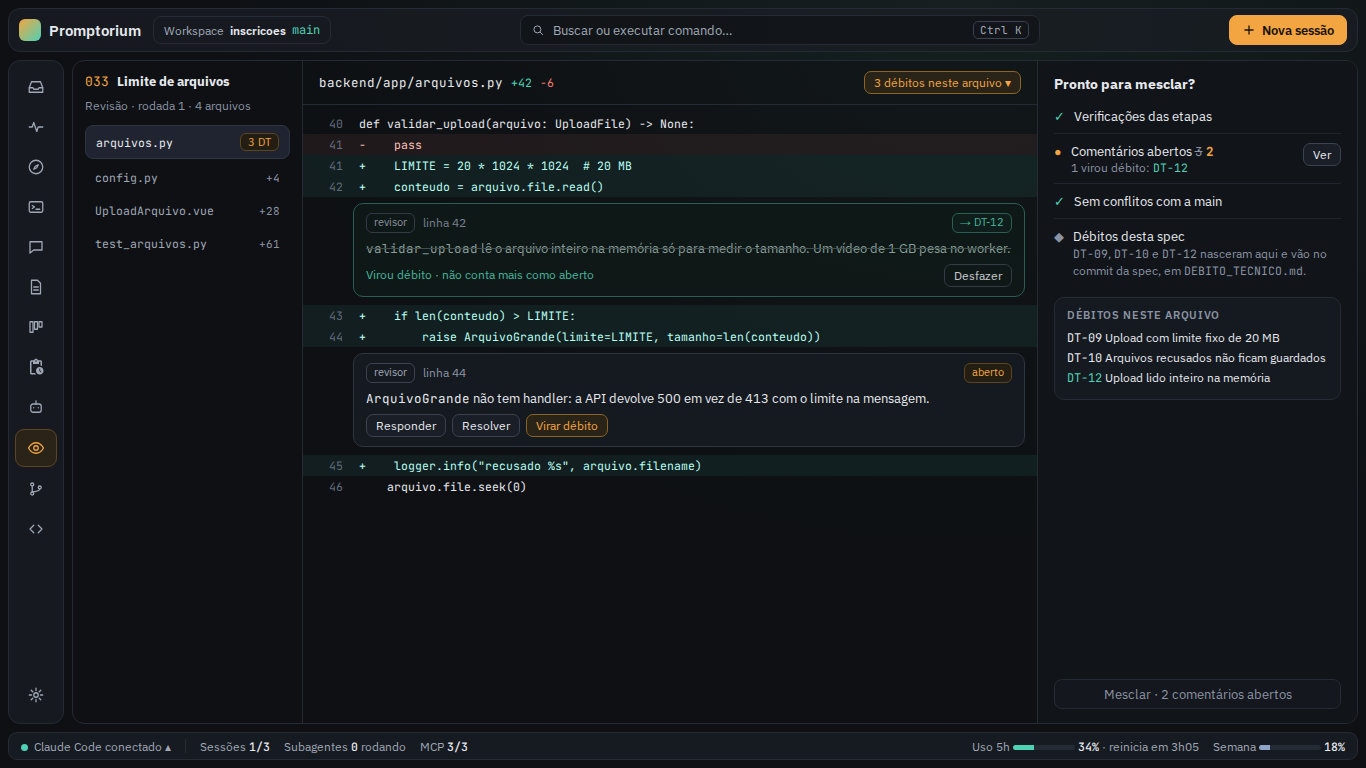 Promptorium
Workspace inscricoes main
Buscar ou executar comando...
Ctrl K
+ Nova sessão
033 Limite de arquivos
Revisão · rodada 1 · 4 arquivos
arquivos.py 3 DT
config.py +4
UploadArquivo.vue +28
test_arquivos.py +61
backend/app/arquivos.py +42 -6
3 débitos neste arquivo ▾
40 def validar_upload(arquivo: UploadFile) -> None:
41 - pass
41 + LIMITE = 20 * 1024 * 1024 # 20 MB
42 + conteudo = arquivo.file.read()
revisor linha 42 → DT-12
validar_upload lê o arquivo inteiro na memória só para medir o tamanho. Um vídeo de 1 GB pesa no worker.
Virou débito · não conta mais como aberto
Desfazer
43 + if len(conteudo) > LIMITE:
44 + raise ArquivoGrande(limite=LIMITE, tamanho=len(conteudo))
revisor linha 44 aberto
ArquivoGrande não tem handler: a API devolve 500 em vez de 413 com o limite na mensagem.
Responder Resolver Virar débito
45 + logger.info("recusado %s", arquivo.filename)
46 arquivo.file.seek(0)
Pronto para mesclar?
✓ Verificações das etapas
● Comentários abertos 3 2
1 virou débito: DT-12
Ver
✓ Sem conflitos com a main
◆ Débitos desta spec
DT-09, DT-10 e DT-12 nasceram aqui e vão no
commit da spec, em DEBITO_TECNICO.md.
DÉBITOS NESTE ARQUIVO
DT-09 Upload com limite fixo de 20 MB
DT-10 Arquivos recusados não ficam guardados
DT-12 Upload lido inteiro na memória
Mesclar · 2 comentários abertos
Claude Code conectado ▴
Sessões 1/3
Subagentes 0 rodando
MCP 3/3
Uso 5h 34% · reinicia em 3h05
Semana 18%